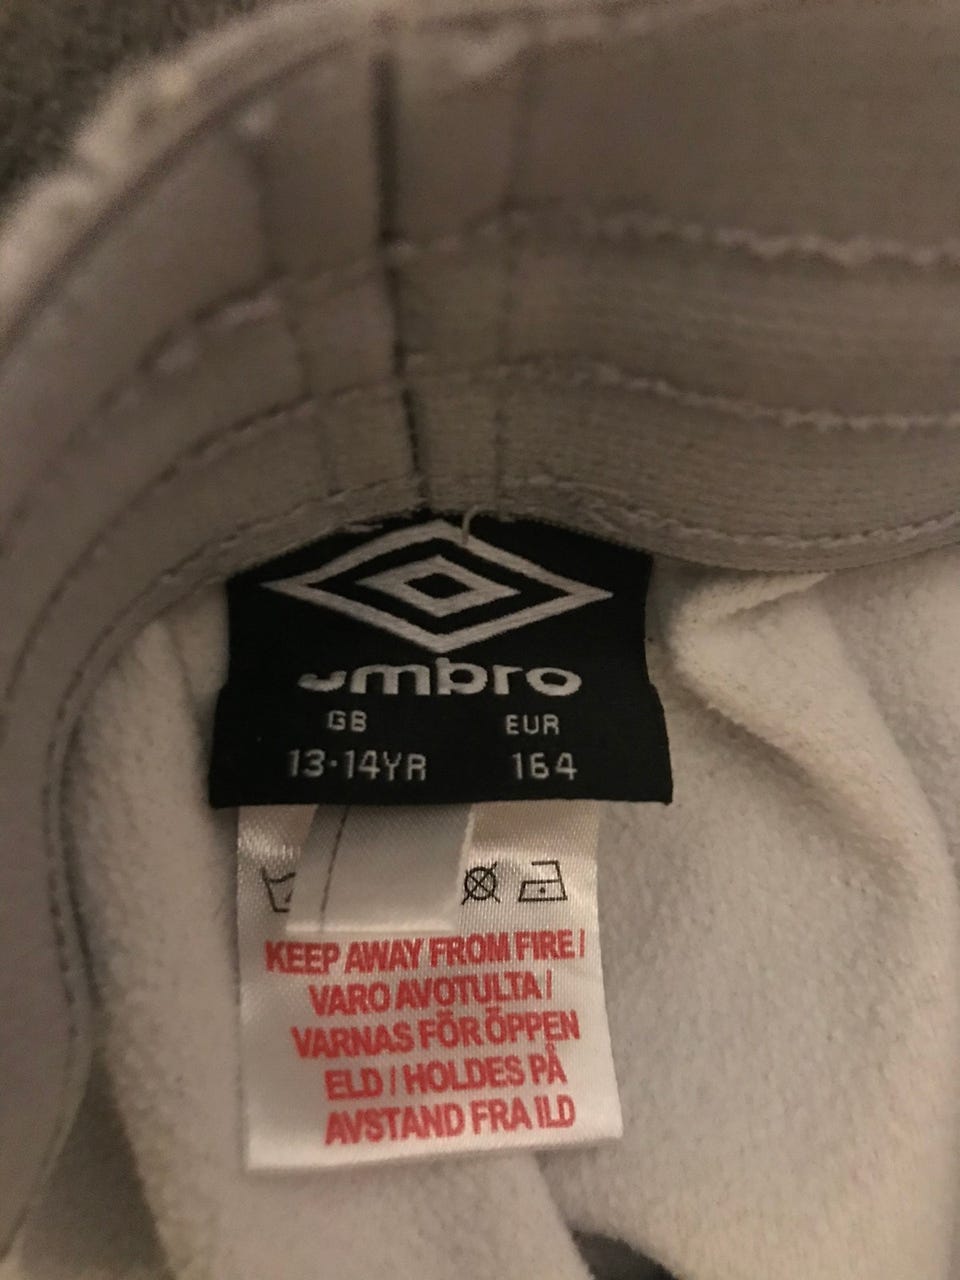 umbro
GB EUR
13-14YR 164
KEEP AWAY FROM FIRE /
VARO AVOTULTA /
VARNAS FÖR ÖPPEN
ELD / HOLDES PÅ
AVSTAND FRA ILD